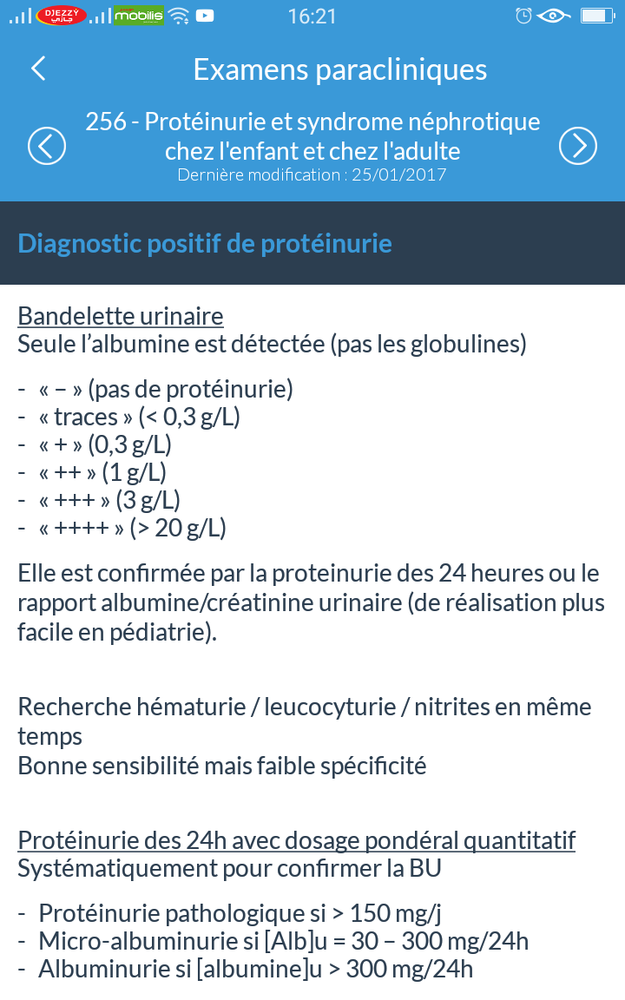 DJEZZY
جازي
mobilis
16:21
Examens paracliniques
256 - Protéinurie et syndrome néphrotique
chez l'enfant et chez l'adulte
Dernière modification : 25/01/2017
Diagnostic positif de protéinurie
Bandelette urinaire
Seule l’albumine est détectée (pas les globulines)
- « – » (pas de protéinurie)
- « traces » (< 0,3 g/L)
- « + » (0,3 g/L)
- « ++ » (1 g/L)
- « +++ » (3 g/L)
- « ++++ » (> 20 g/L)
Elle est confirmée par la proteinurie des 24 heures ou le
rapport albumine/créatinine urinaire (de réalisation plus
facile en pédiatrie).
Recherche hématurie / leucocyturie / nitrites en même
temps
Bonne sensibilité mais faible spécificité
Protéinurie des 24h avec dosage pondéral quantitatif
Systématiquement pour confirmer la BU
- Protéinurie pathologique si > 150 mg/j
- Micro-albuminurie si [Alb]u = 30 – 300 mg/24h
- Albuminurie si [albumine]u > 300 mg/24h